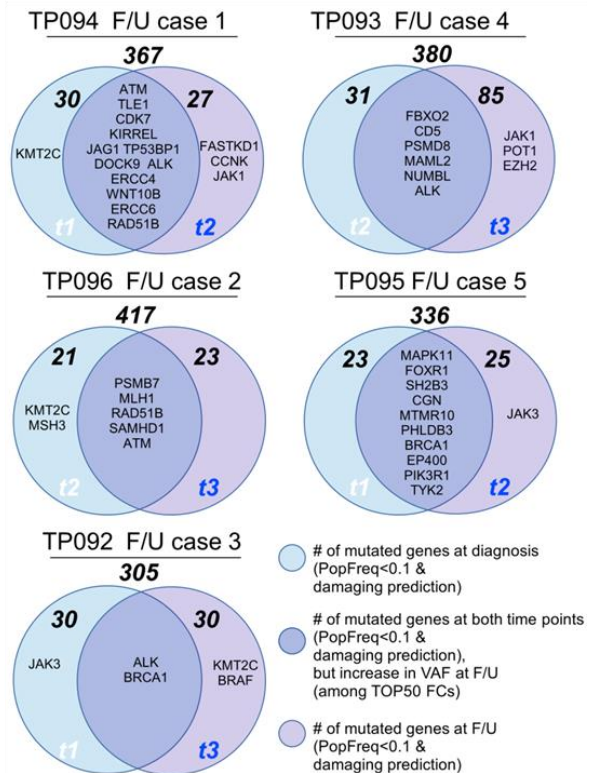 TP094 F/U case 1
367
30
27
ATM
TLE1
CDK7
KIRREL
JAG1 TP53BP1
DOCK9 ALK
ERCC4
WNT10B
ERCC6
RAD51B
KMT2C
FASTKD1
CCNK
JAK1
t1
t2
TP093 F/U case 4
380
31
85
FBXO2
CD5
PSMD8
MAML2
NUMBL
ALK
JAK1
POT1
EZH2
t2
t3
TP096 F/U case 2
417
21
23
KMT2C
MSH3
PSMB7
MLH1
RAD51B
SAMHD1
ATM
t2
t3
TP095 F/U case 5
336
23
25
MAPK11
FOXR1
SH2B3
CGN
MTMR10
PHLDB3
BRCA1
EP400
PIK3R1
TYK2
JAK3
t1
t2
TP092 F/U case 3
305
30
30
JAK3
ALK
BRCA1
KMT2C
BRAF
t1
t3
# of mutated genes at diagnosis
(PopFreq<0.1 &
damaging prediction)
# of mutated genes at both time points
(PopFreq<0.1 &
damaging prediction),
but increase in VAF at F/U
(among TOP50 FCs)
# of mutated genes at F/U
(PopFreq<0.1 &
damaging prediction)